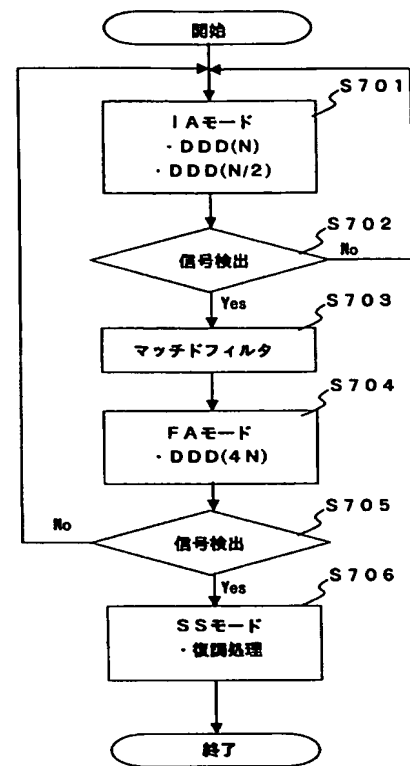 開始
S701
IAモード
・DDD(N)
・DDD(N/2)
S702
信号検出
No
Yes
S703
マッチドフィルタ
S704
FAモード
・DDD(4N)
S705
No
信号検出
Yes
S706
SSモード
・復調処理
終了